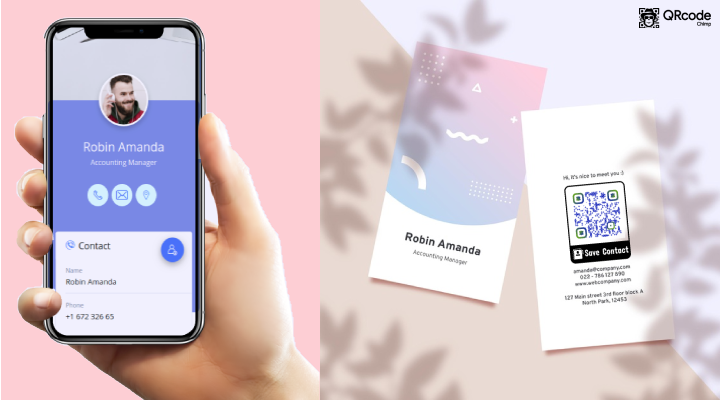 Robin Amanda
Accounting Manager
Contact
Name
Robin Amanda
Phone
+1 672 326 65
QRcode
Chimp
Robin Amanda
Accounting Manager
Hi, It's nice to meet you :)
Save Contact
amanda@company.com
022 - 786 127 890
www.webcompany.com
127 Main street 3rd floor block A
North Park, 12453